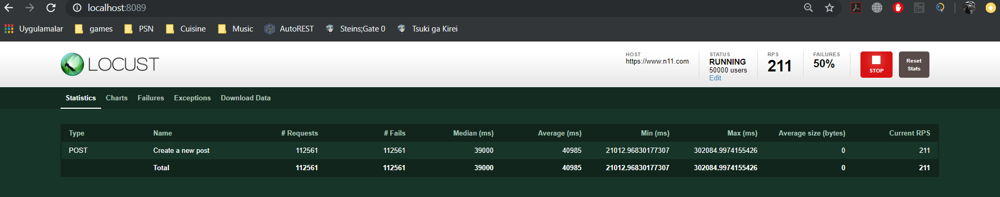 localhost:8089
Uygulamalar games PSN Cuisine Music AutoREST Steins;Gate 0 Tsuki ga Kirei
LOCUST
HOST
https://www.n11.com
STATUS
RUNNING
50000 users
Edit
RPS
211
FAILURES
50%
STOP
Reset
Stats
Statistics Charts Failures Exceptions Download Data
Type Name # Requests # Fails Median (ms) Average (ms) Min (ms) Max (ms) Average size (bytes) Current RPS
POST Create a new post 112561 112561 39000 40985 21012.96830177307 302084.9974155426 0 211
Total 112561 112561 39000 40985 21012.96830177307 302084.9974155426 0 211